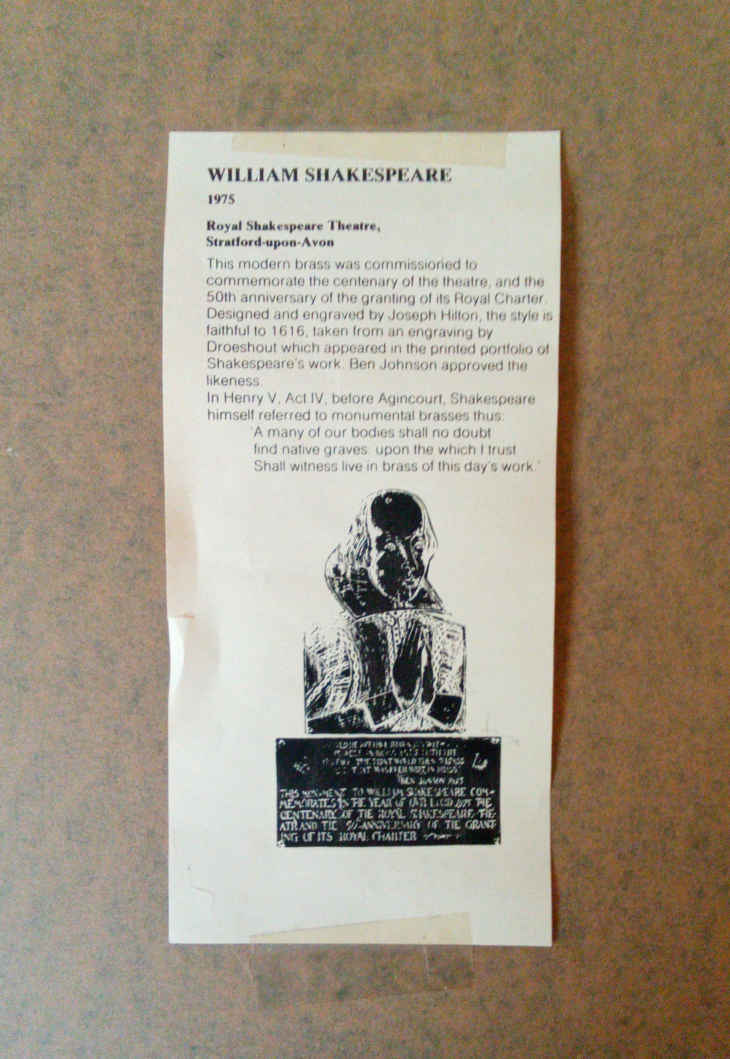 WILLIAM SHAKESPEARE
1975
Royal Shakespeare Theatre,
Stratford-upon-Avon
This modern brass was commissioned to
commemorate the centenary of the theatre, and the
50th anniversary of the granting of its Royal Charter.
Designed and engraved by Joseph Hilton, the style is
faithful to 1616, taken from an engraving by
Droeshout which appeared in the printed portfolio of
Shakespeare's work. Ben Johnson approved the
likeness.
In Henry V, Act IV, before Agincourt, Shakespeare
himself referred to monumental brasses thus:
'A many of our bodies shall no doubt
find native graves: upon the which I trust
Shall witness live in brass of this day's work.'
THIS MONUMENT TO WILLIAM SHAKESPEARE COM-
MEMORATES IN THE YEAR OF OUR LORD 1975 THE
CENTENARY OF THE ROYAL SHAKESPEARE THE-
ATR AND THE 50 ANNIVERSARY OF THE GRANT-
ING OF ITS ROYAL CHARTER